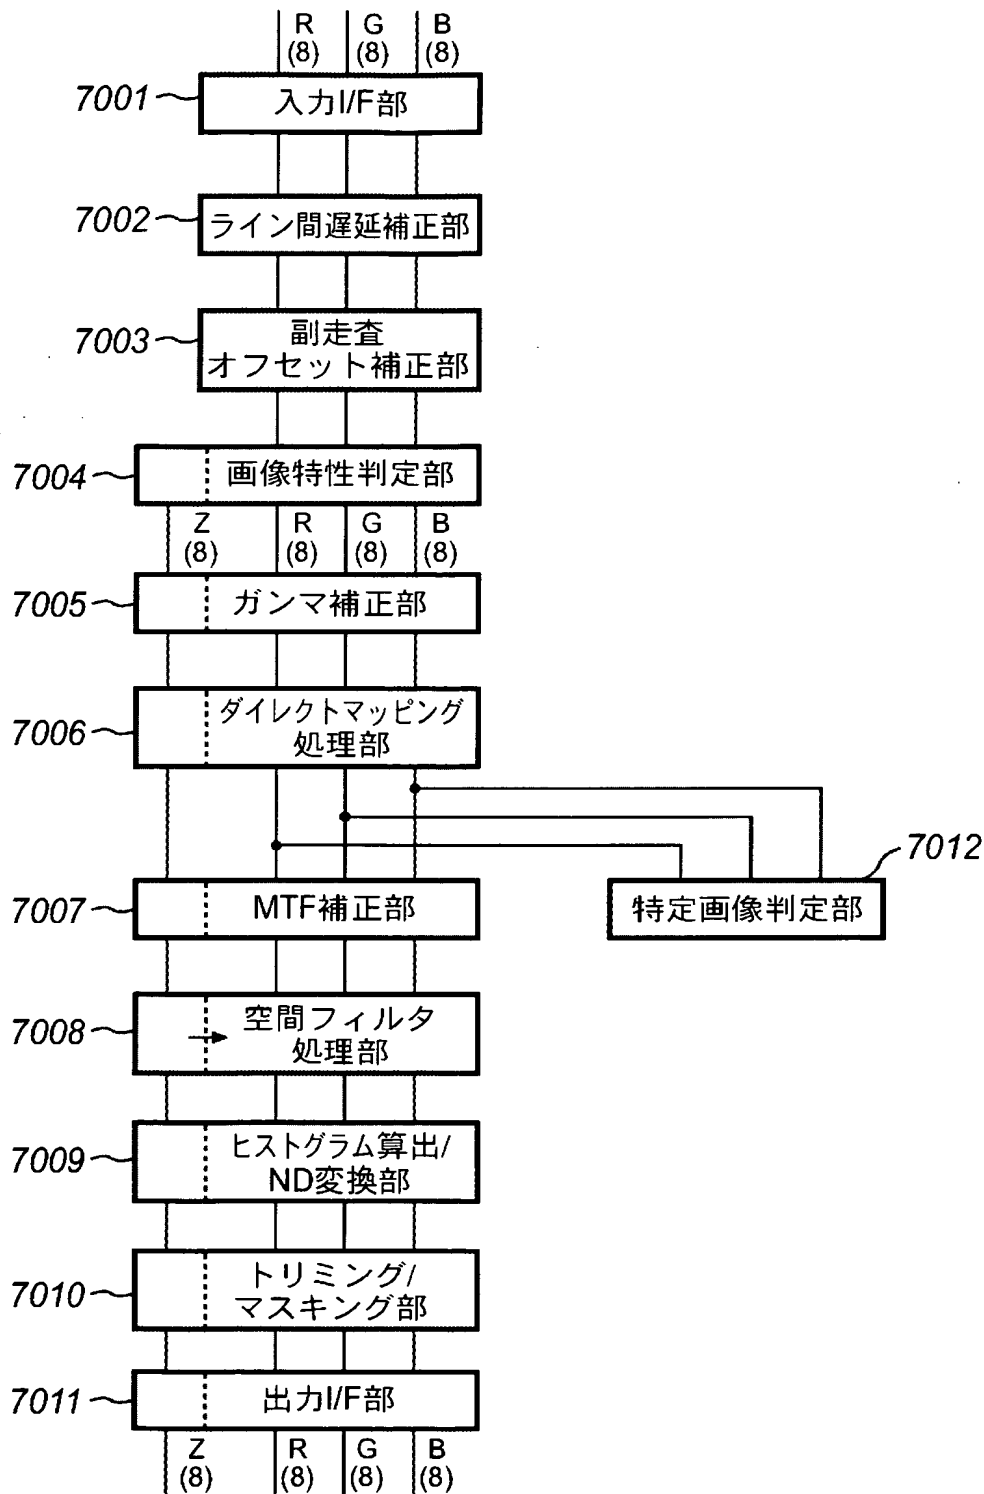 R G B
(8) (8) (8)
7001 入力I/F部
7002 ライン間遅延補正部
7003 副走査
オフセット補正部
7004 画像特性判定部
Z R G B
(8) (8) (8) (8)
7005 ガンマ補正部
7006 ダイレクトマッピング
処理部
7012
7007 MTF補正部 特定画像判定部
7008 空間フィルタ
処理部
7009 ヒストグラム算出/
ND変換部
7010 トリミング/
マスキング部
7011 出力I/F部
Z R G B
(8) (8) (8) (8)